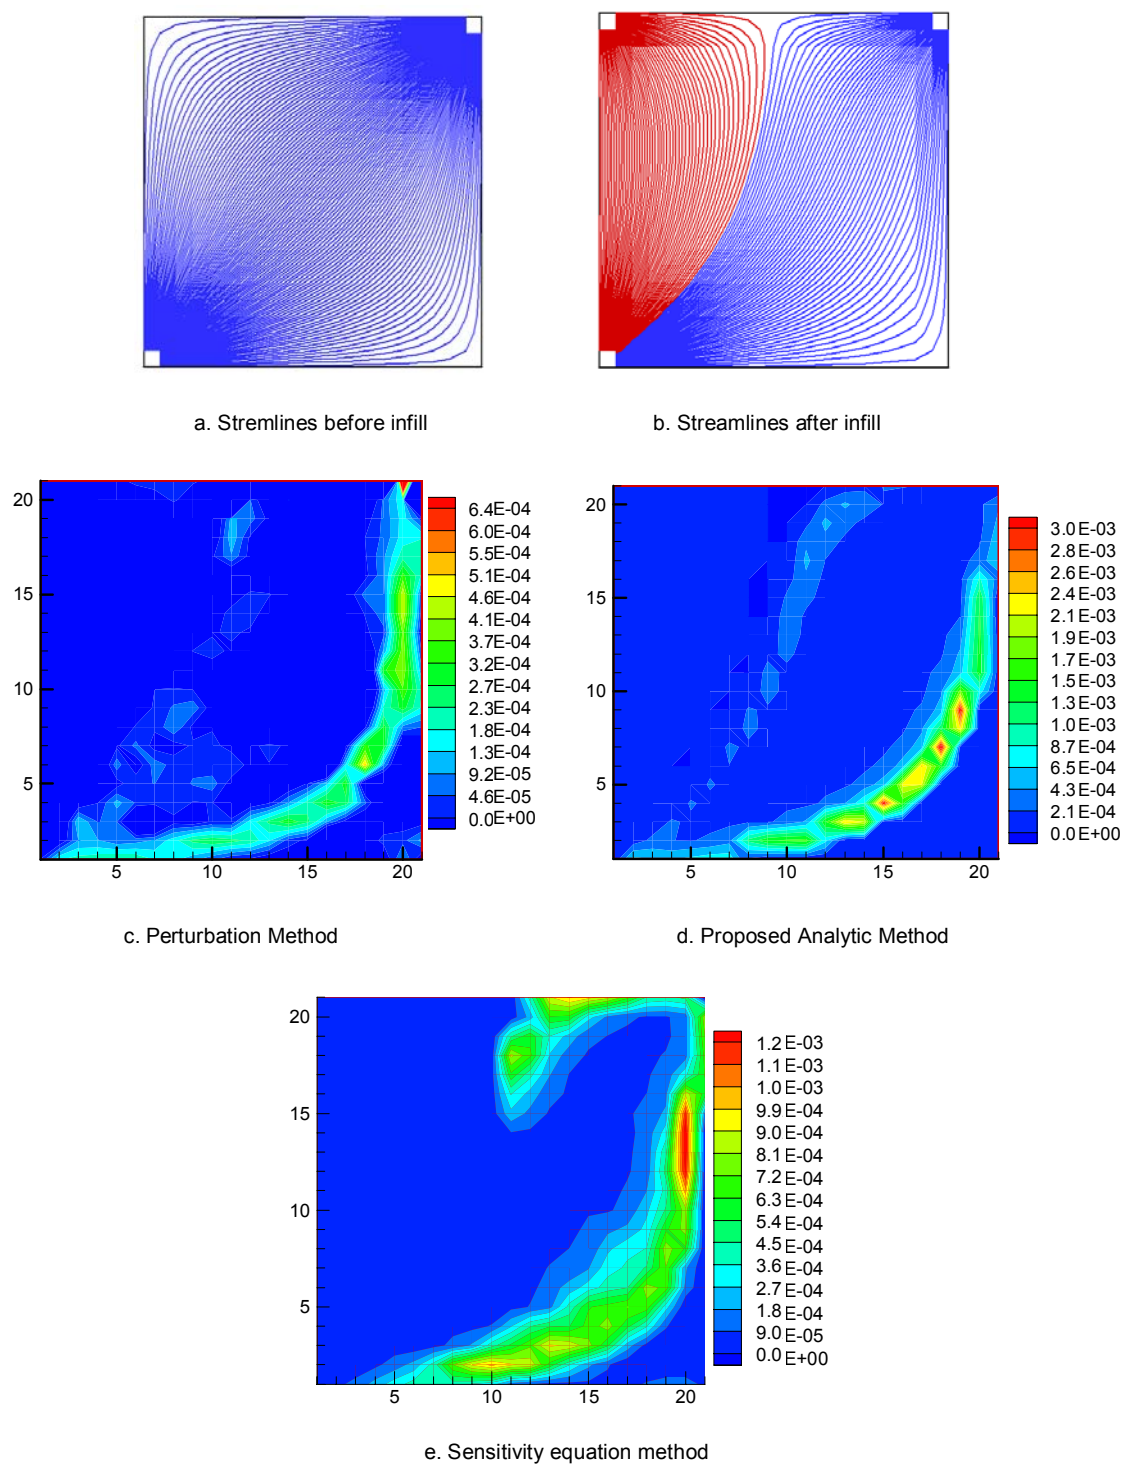 a. Stremlines before infill
b. Streamlines after infill
20
15
10
5
5
10
15
20
6.4E-04
6.0E-04
5.5E-04
5.1E-04
4.6E-04
4.1E-04
3.7E-04
3.2E-04
2.7E-04
2.3E-04
1.8E-04
1.3E-04
9.2E-05
4.6E-05
0.0E+00
20
15
10
5
5
10
15
20
3.0E-03
2.8E-03
2.6E-03
2.4E-03
2.1E-03
1.9E-03
1.7E-03
1.5E-03
1.3E-03
1.0E-03
8.7E-04
6.5E-04
4.3E-04
2.1E-04
0.0E+00
c. Perturbation Method
d. Proposed Analytic Method
20
15
10
5
5
10
15
20
1.2E-03
1.1E-03
1.0E-03
9.9E-04
9.0E-04
8.1E-04
7.2E-04
6.3E-04
5.4E-04
4.5E-04
3.6E-04
2.7E-04
1.8E-04
9.0E-05
0.0E+00
e. Sensitivity equation method